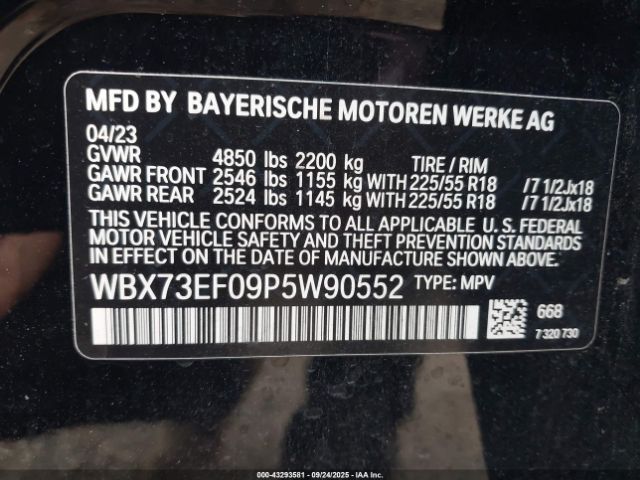 MFD BY BAYERISCHE MOTOREN WERKE AG
04/23
GVWR 4850 lbs 2200 kg TIRE / RIM
GAWR FRONT 2546 lbs 1155 kg WITH 225/55 R18 /7 1/2Jx18
GAWR REAR 2524 lbs 1145 kg WITH 225/55 R18 /7 1/2Jx18
THIS VEHICLE CONFORMS TO ALL APPLICABLE U. S. FEDERAL
MOTOR VEHICLE SAFETY AND THEFT PREVENTION STANDARDS
IN EFFECT ON THE DATE OF MANUFACTURE SHOWN ABOVE.
WBX73EF09P5W90552 TYPE: MPV
668
7 320 730
000-43293581 - 09/24/2025 - IAAI.COM